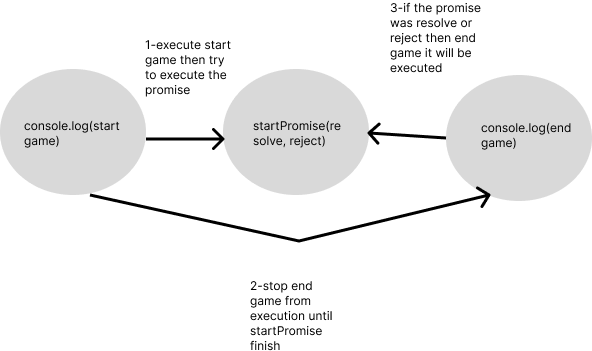 3-if the promise
was resolve or
reject then end
game it will be
executed
1-execute start
game then try
to execute the
promise
console.log(start
game)
startPromise(re
solve, reject)
console.log(end
game)
2-stop end
game from
execution until
startPromise
finish